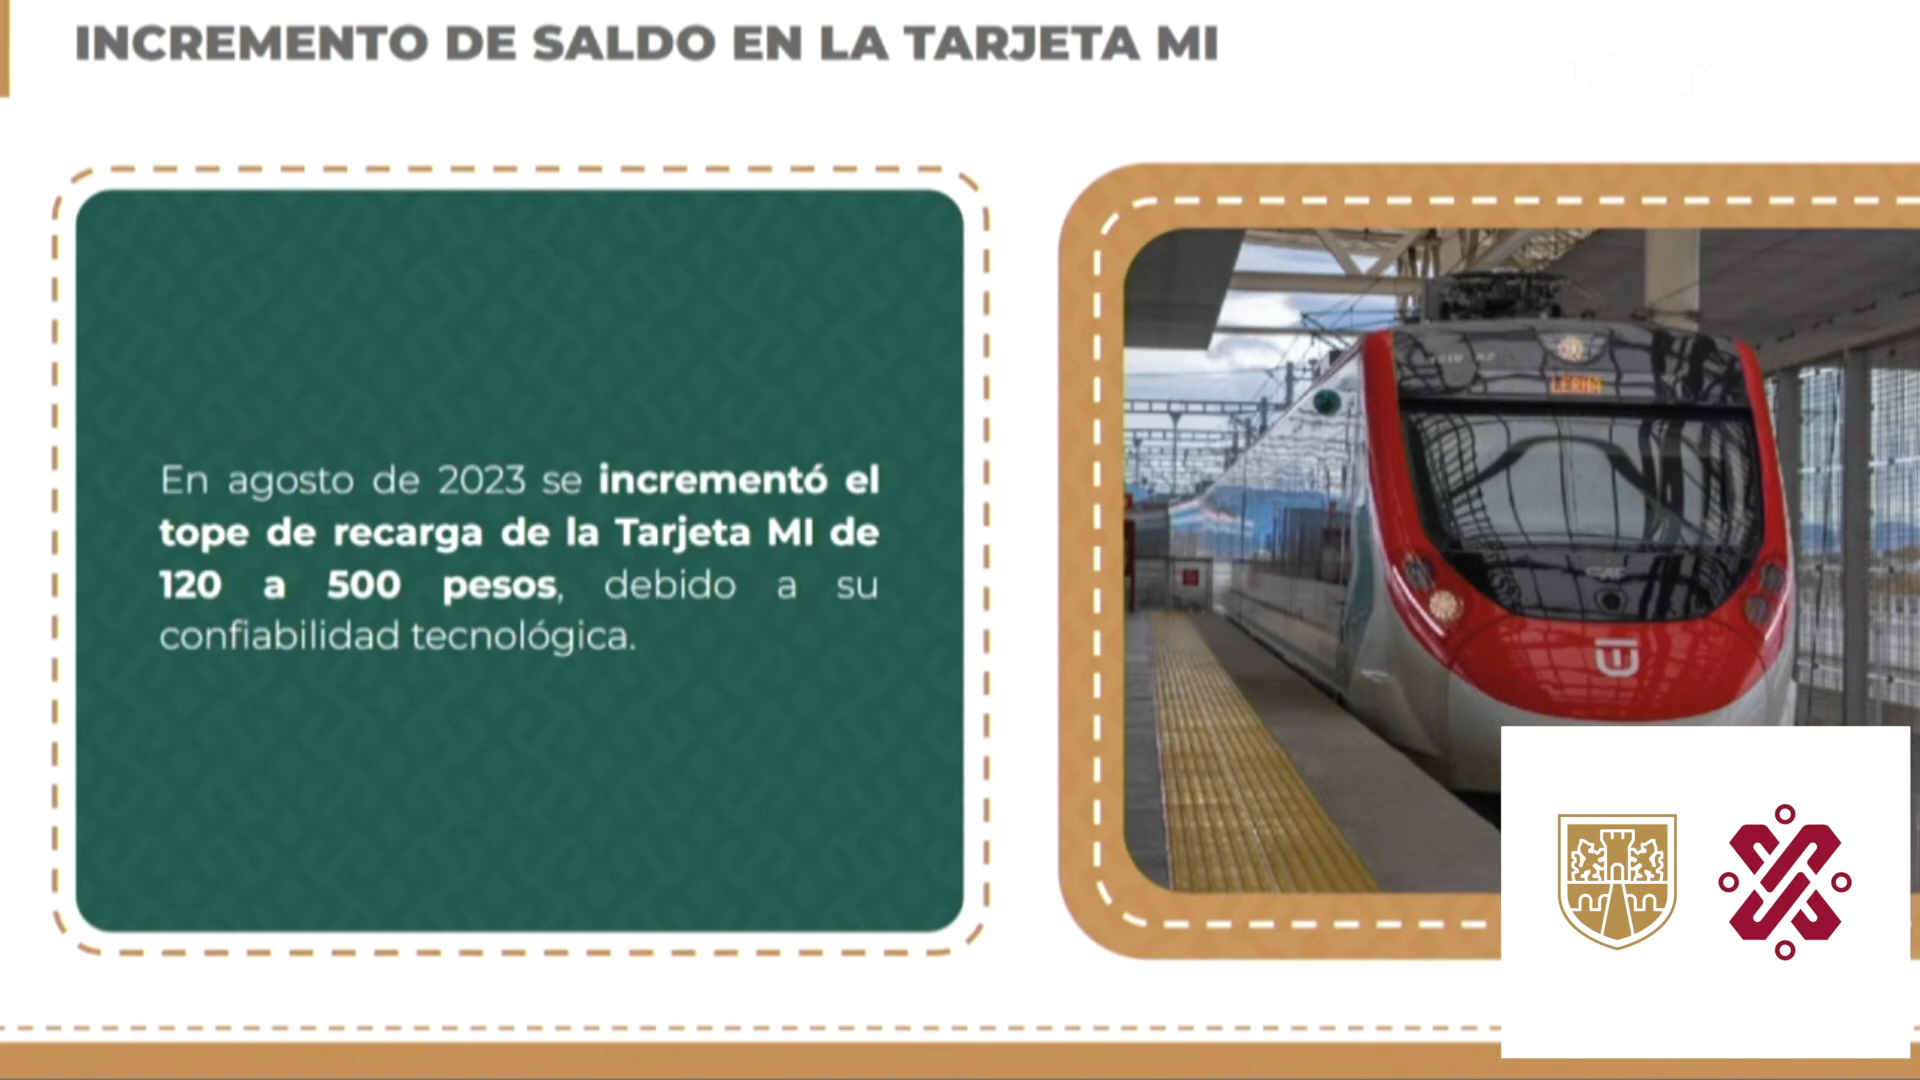 INCREMENTO DE SALDO EN LA TARJETA MI
En agosto de 2023 se incrementó el
tope de recarga de la Tarjeta MI de
120 a 500 pesos, debido a su
confiabilidad tecnológica.
LERMA
CAF